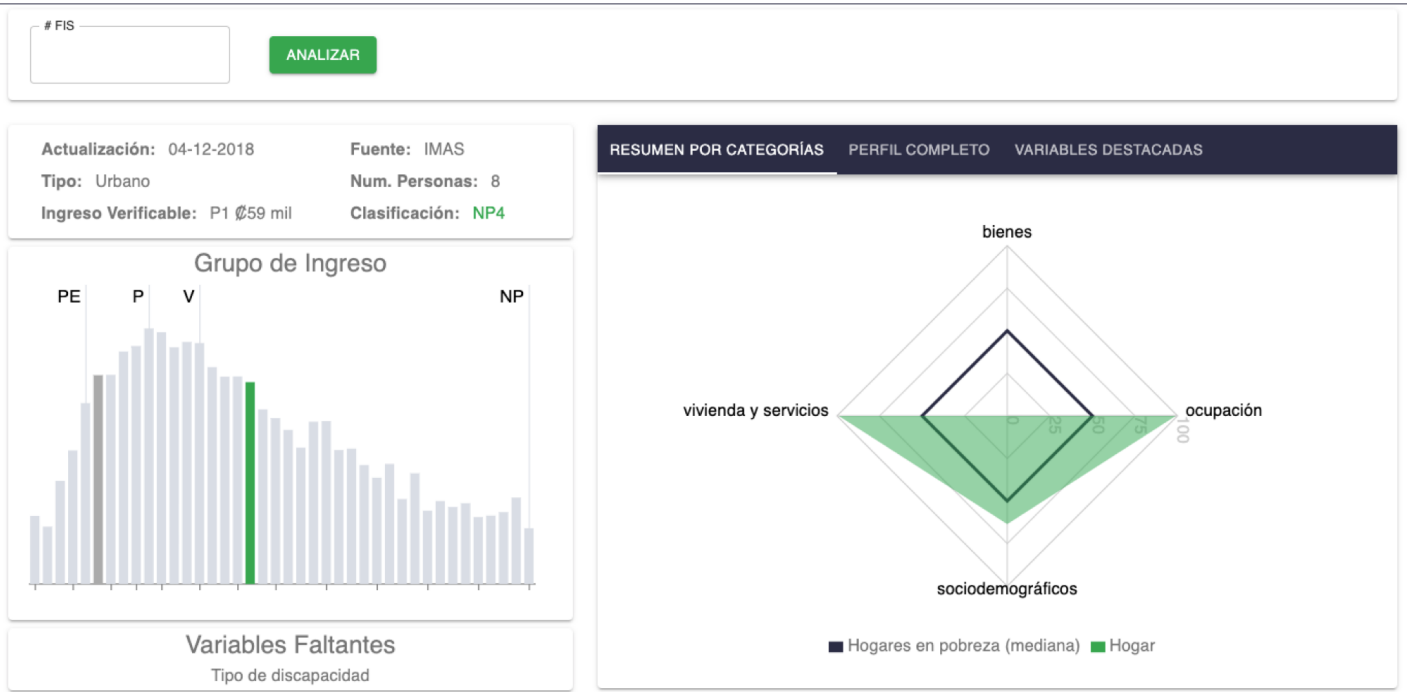 # FIS
ANALIZAR
Actualización: 04-12-2018 Fuente: IMAS
Tipo: Urbano Num. Personas: 8
Ingreso Verificable: P1 ₡59 mil Clasificación: NP4
Grupo de Ingreso
PE P V NP
Variables Faltantes
Tipo de discapacidad
RESUMEN POR CATEGORÍAS PERFIL COMPLETO VARIABLES DESTACADAS
bienes
vivienda y servicios ocupación
0 25 50 75 100
sociodemográficos
Hogares en pobreza (mediana) Hogar